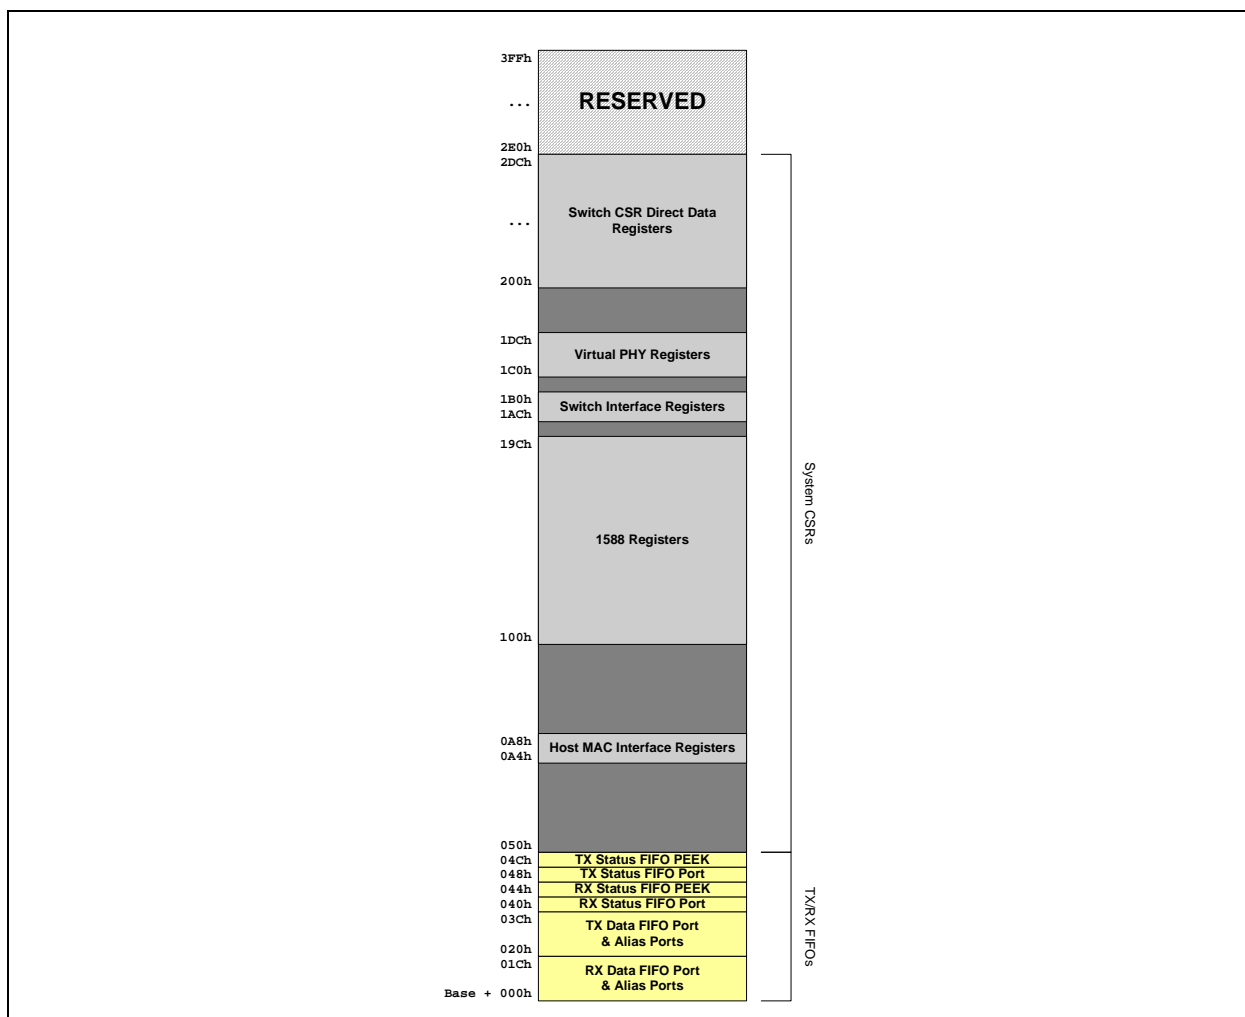 3FFh
RESERVED
...
2E0h
2DCh
Switch CSR Direct Data
Registers
...
200h
1DCh
Virtual PHY Registers
1C0h
1B0h
Switch Interface Registers
1ACh
19Ch
System CSRs
1588 Registers
100h
0A8h
Host MAC Interface Registers
0A4h
050h
04Ch TX Status FIFO PEEK
048h TX Status FIFO Port
044h RX Status FIFO PEEK
040h RX Status FIFO Port
03Ch
TX Data FIFO Port
& Alias Ports
020h
TX/RX FIFOs
01Ch
RX Data FIFO Port
& Alias Ports
Base + 000h